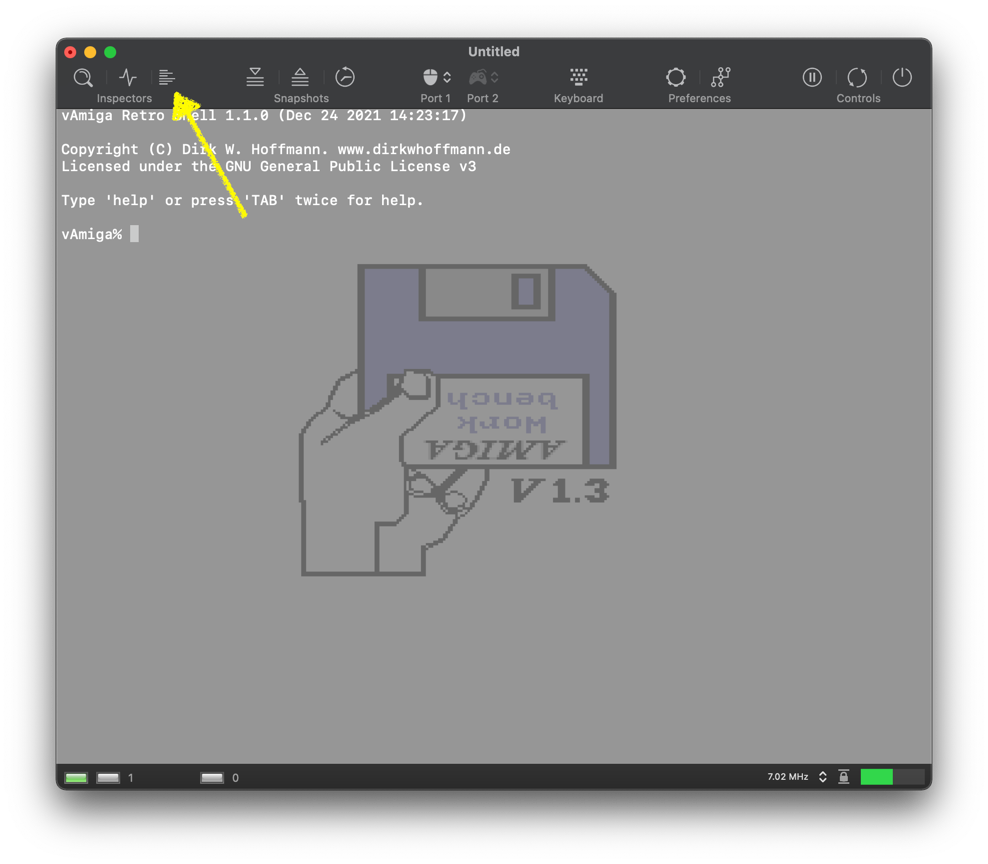 Untitled
Inspectors
Snapshots
Port 1
Port 2
Keyboard
Preferences
Controls
vAmiga Retro Shell 1.1.0 (Dec 24 2021 14:23:17)
Copyright (C) Dirk W. Hoffmann. www.dirkwhoffmann.de
Licensed under the GNU General Public License v3
Type 'help' or press 'TAB' twice for help.
vAmiga%
AMIGA
Work
bench
V1.3
1
0
7.02 MHz